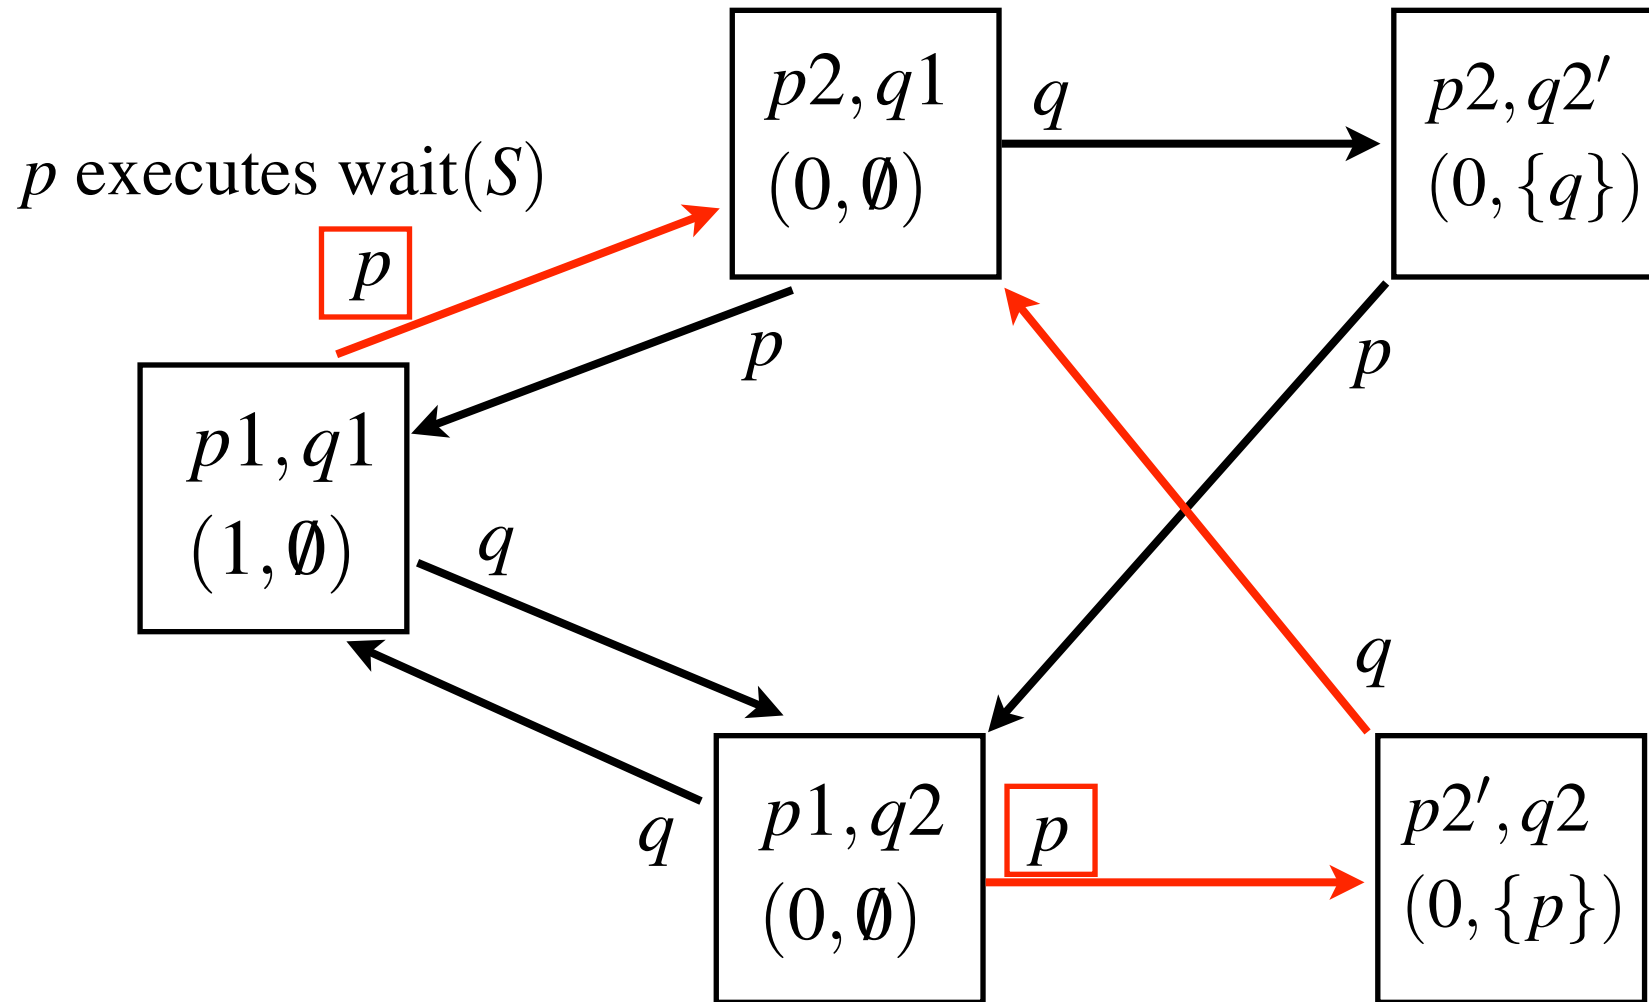 p2, q1
(0, ∅)
q
p2, q2′
(0, {q})
p executes wait(S)
p
p
p
p1, q1
(1, ∅)
q
q
q
p1, q2
(0, ∅)
p
p2′, q2
(0, {p})